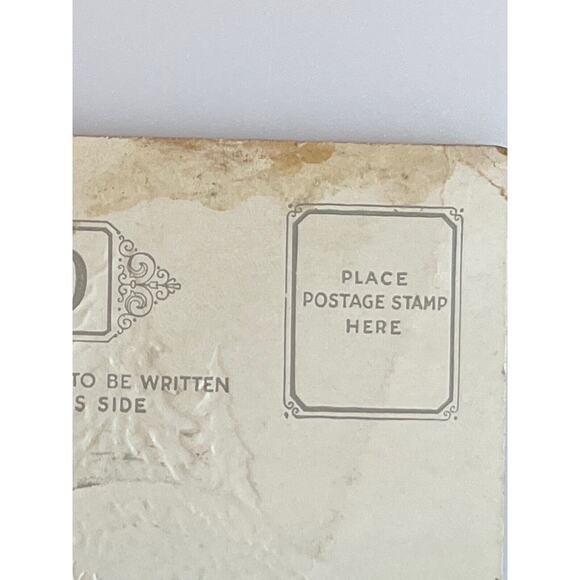 PLACE
POSTAGE STAMP
HERE
TO BE WRITTEN
SIDE